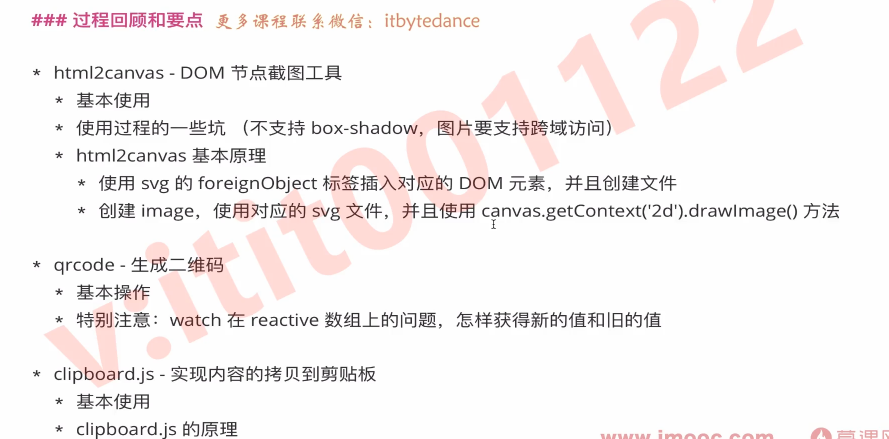 ### 过程回顾和要点 更多课程联系微信：itbytedance
* html2canvas - DOM 节点截图工具
* 基本使用
* 使用过程的一些坑 （不支持 box-shadow，图片要支持跨域访问）
* html2canvas 基本原理
* 使用 svg 的 foreignObject 标签插入对应的 DOM 元素，并且创建文件
* 创建 image，使用对应的 svg 文件，并且使用 canvas.getContext('2d').drawImage() 方法
* qrcode - 生成二维码
* 基本操作
* 特别注意：watch 在 reactive 数组上的问题，怎样获得新的值和旧的值
* clipboard.js - 实现内容的拷贝到剪贴板
* 基本使用
* clipboard.js 的原理
v:itit001122
www.imooc.com 慕课网